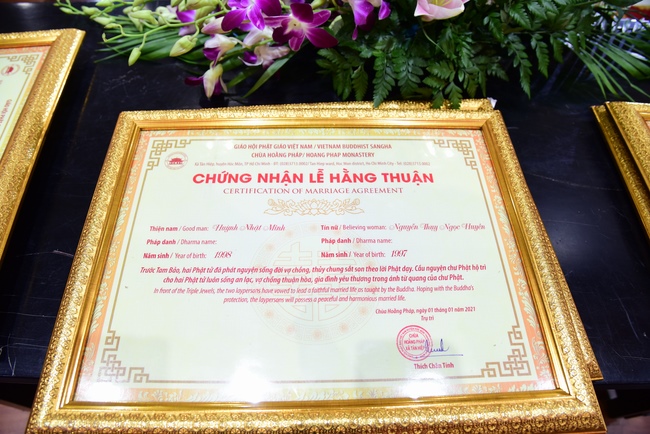 GIÁO HỘI PHẬT GIÁO VIỆT NAM / VIETNAM BUDDHIST SANGHA
CHÙA HOẰNG PHÁP / HOANG PHAP MONASTERY
CHỨNG NHẬN LỄ HẰNG THUẬN
CERTIFICATION OF MARRIAGE AGREEMENT
Thiện nam / Good man: Huỳnh Nhật Minh Tín nữ / Believing woman: Nguyễn Thụy Ngọc Huyền
Pháp danh / Dharma name: Pháp danh / Dharma name:
Năm sinh / Year of birth: 1998 Năm sinh / Year of birth: 1997
Trước Tam Bảo, hai Phật tử đã phát nguyện sống đời vợ chồng, thủy chung sắt son theo lời Phật dạy. Cầu nguyện chư Phật hộ trì
cho hai Phật tử luôn sống an lạc, vợ chồng thuận hòa, gia đình yêu thương trong ánh từ quang của chư Phật.
In front of the Triple Jewels, the two laypersons have vowed to lead a faithful married life as taught by the Buddha. Hoping with the Buddha's
protection, the laypersons will possess a peaceful and harmonious married life.
Chùa Hoằng Pháp, ngày 01 tháng 01 năm 2021
Trụ trì
CHÙA
HOẰNG PHÁP
XÃ TÂN HIỆP
Thích Chân Tính